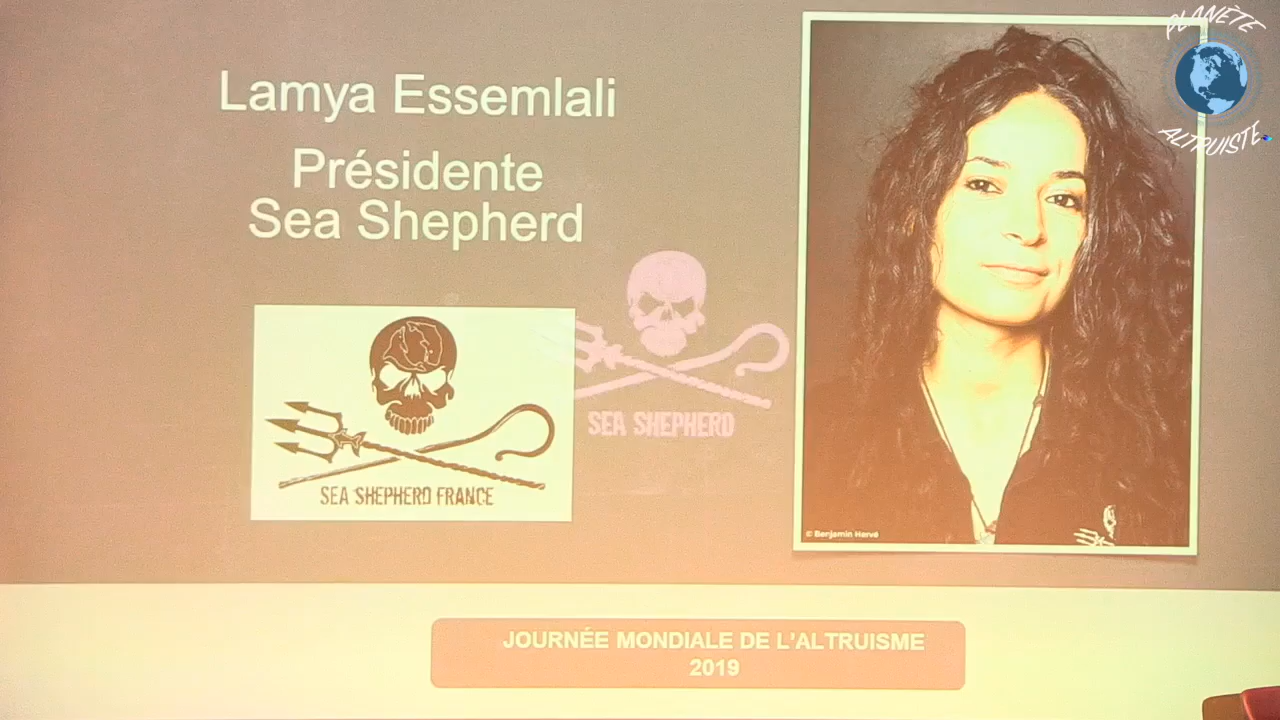 PLANÈTE
ALTRUISTE
Lamya Essemlali
Présidente
Sea Shepherd
SEA SHEPHERD
SEA SHEPHERD FRANCE
© Benjamin Hervé
JOURNÉE MONDIALE DE L'ALTRUISME
2019